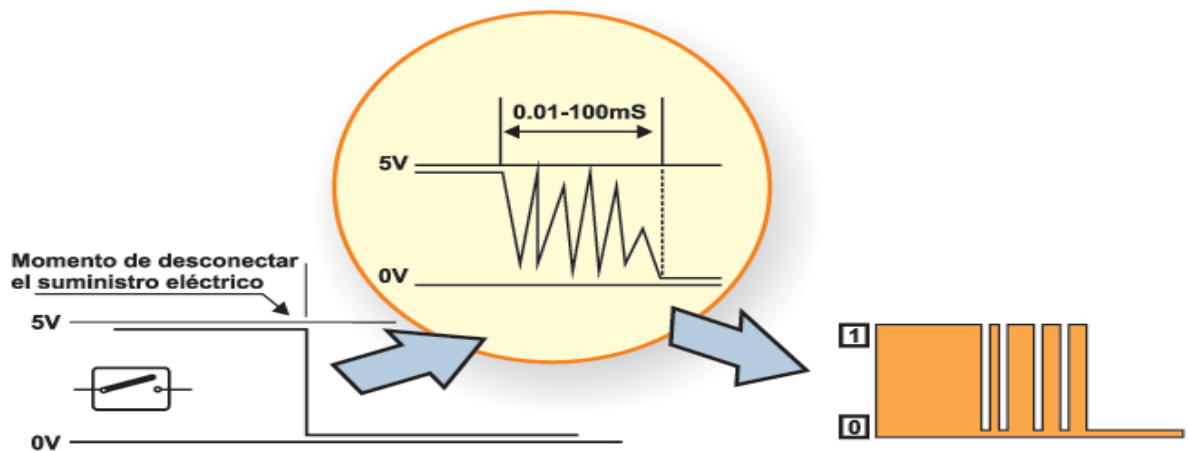 0.01-100mS
5V
0V
Momento de desconectar
el suministro eléctrico
5V
0V
1
0